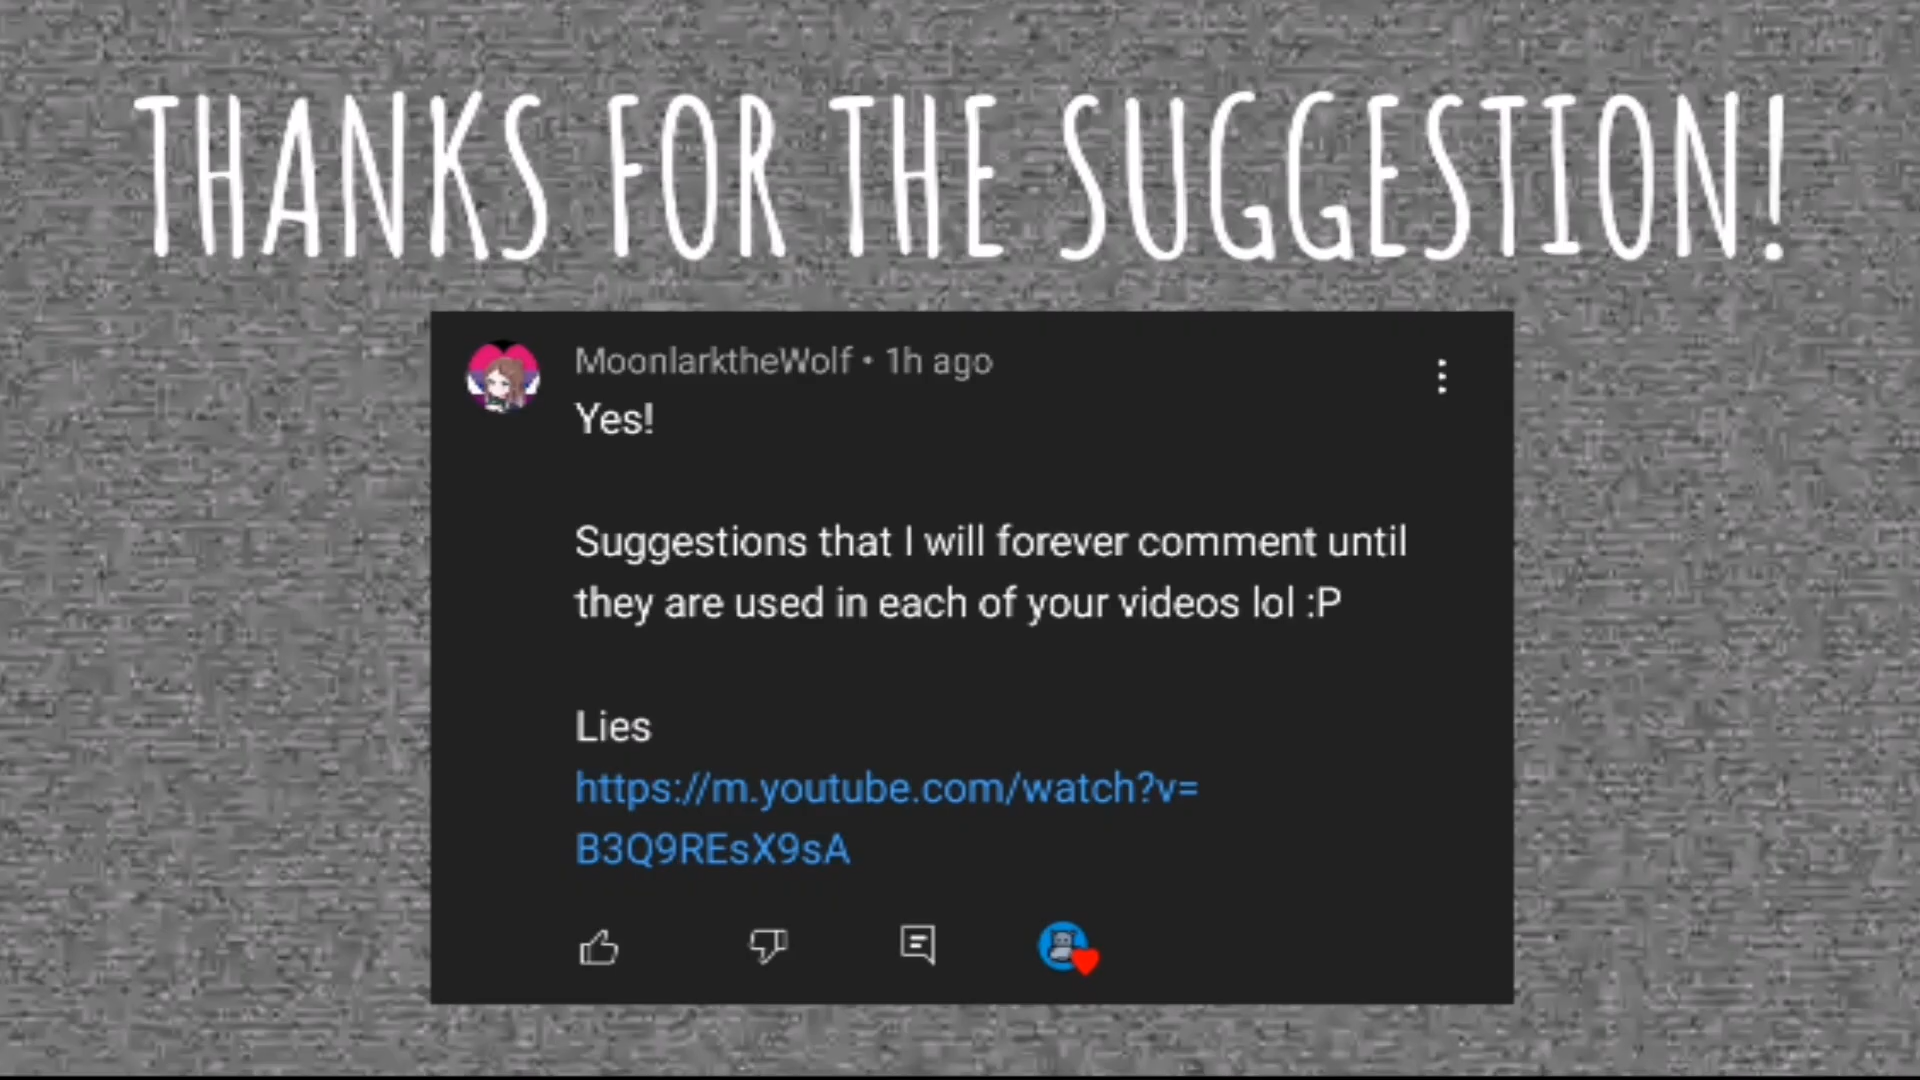 THANKS FOR THE SUGGESTION!
MoonlarktheWolf • 1h ago
Yes!
Suggestions that I will forever comment until
they are used in each of your videos lol :P
Lies
https://m.youtube.com/watch?v=
B3Q9REsX9sA